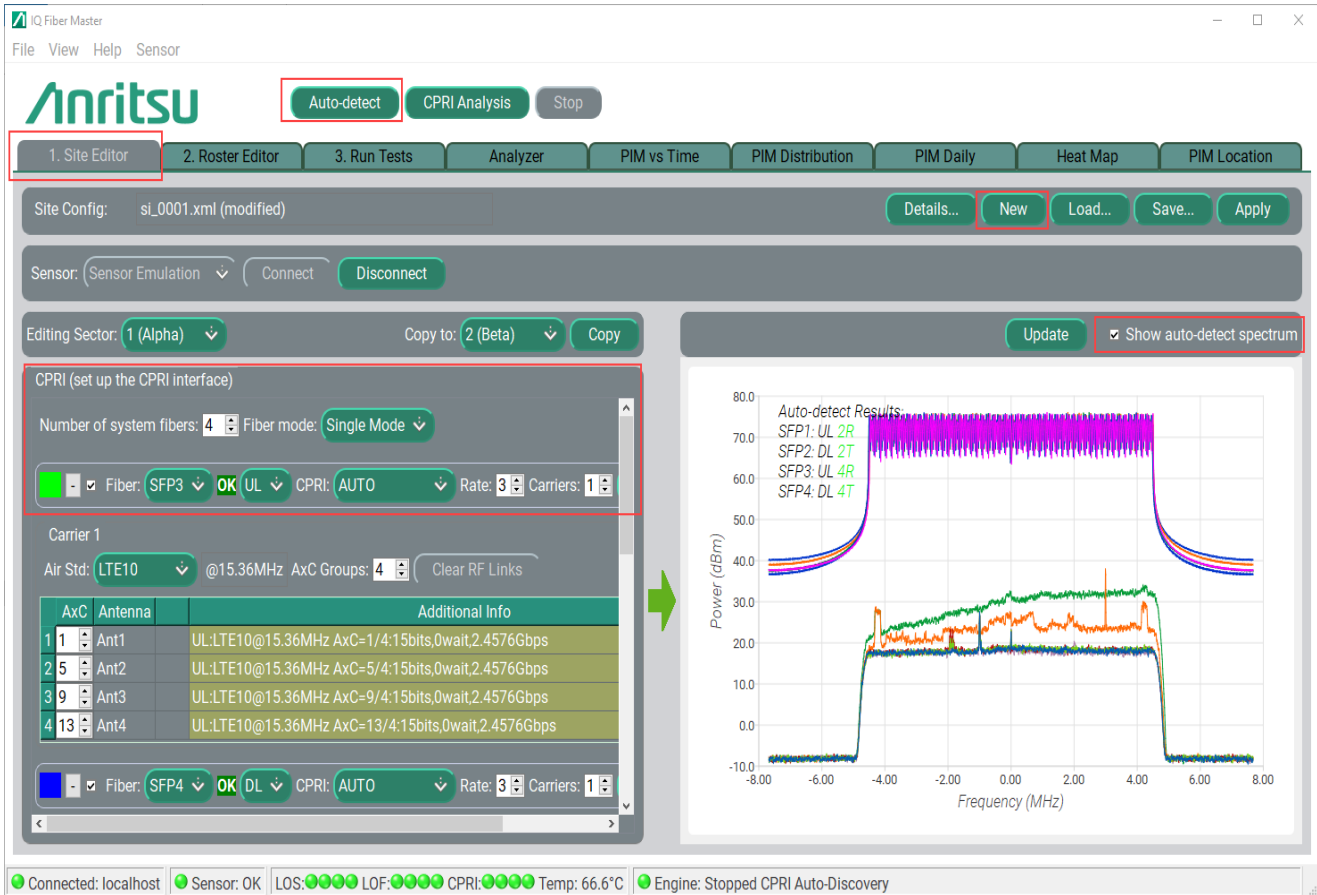 IQ Fiber Master
File View Help Sensor
Anritsu
Auto-detect CPRI Analysis Stop
1. Site Editor 2. Roster Editor 3. Run Tests Analyzer PIM vs Time PIM Distribution PIM Daily Heat Map PIM Location
Site Config: si_0001.xml (modified) Details... New Load... Save... Apply
Sensor: Sensor Emulation Connect Disconnect
Editing Sector: 1 (Alpha) Copy to: 2 (Beta) Copy
Update Show auto-detect spectrum
CPRI (set up the CPRI interface)
Number of system fibers: 4 Fiber mode: Single Mode
- Fiber: SFP3 OK UL CPRI: AUTO Rate: 3 Carriers: 1
Carrier 1
Air Std: LTE10 @15.36MHz AxC Groups: 4 Clear RF Links
AxC Antenna Additional Info
1 1 Ant1 UL:LTE10@15.36MHz AxC=1/4:15bits,0wait,2.4576Gbps
2 5 Ant2 UL:LTE10@15.36MHz AxC=5/4:15bits,0wait,2.4576Gbps
3 9 Ant3 UL:LTE10@15.36MHz AxC=9/4:15bits,0wait,2.4576Gbps
4 13 Ant4 UL:LTE10@15.36MHz AxC=13/4:15bits,0wait,2.4576Gbps
- Fiber: SFP4 OK DL CPRI: AUTO Rate: 3 Carriers: 1
Auto-detect Results:
SFP1: UL 2R
SFP2: DL 2T
SFP3: UL 4R
SFP4: DL 4T
Power (dBm)
80.0
70.0
60.0
50.0
40.0
30.0
20.0
10.0
0.0
-10.0
-8.00 -6.00 -4.00 -2.00 0.00 2.00 4.00 6.00 8.00
Frequency (MHz)
Connected: localhost Sensor: OK LOS: LOF: CPRI: Temp: 66.6°C Engine: Stopped CPRI Auto-Discovery